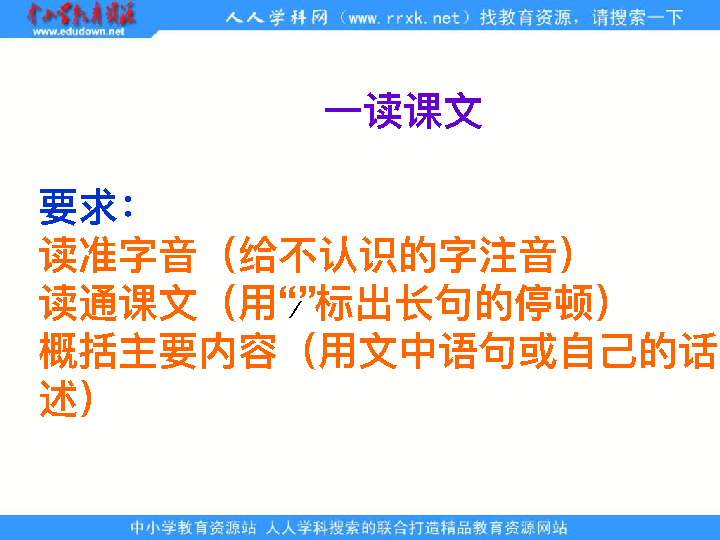 中小学教育资源
www.edudown.net
人人学科网（www.rrxk.net）找教育资源，请搜索一下
一读课文
要求：
读准字音（给不认识的字注音）
读通课文（用“/”标出长句的停顿）
概括主要内容（用文中语句或自己的话
述）
中小学教育资源站 人人学科搜索的联合打造精品教育资源网站